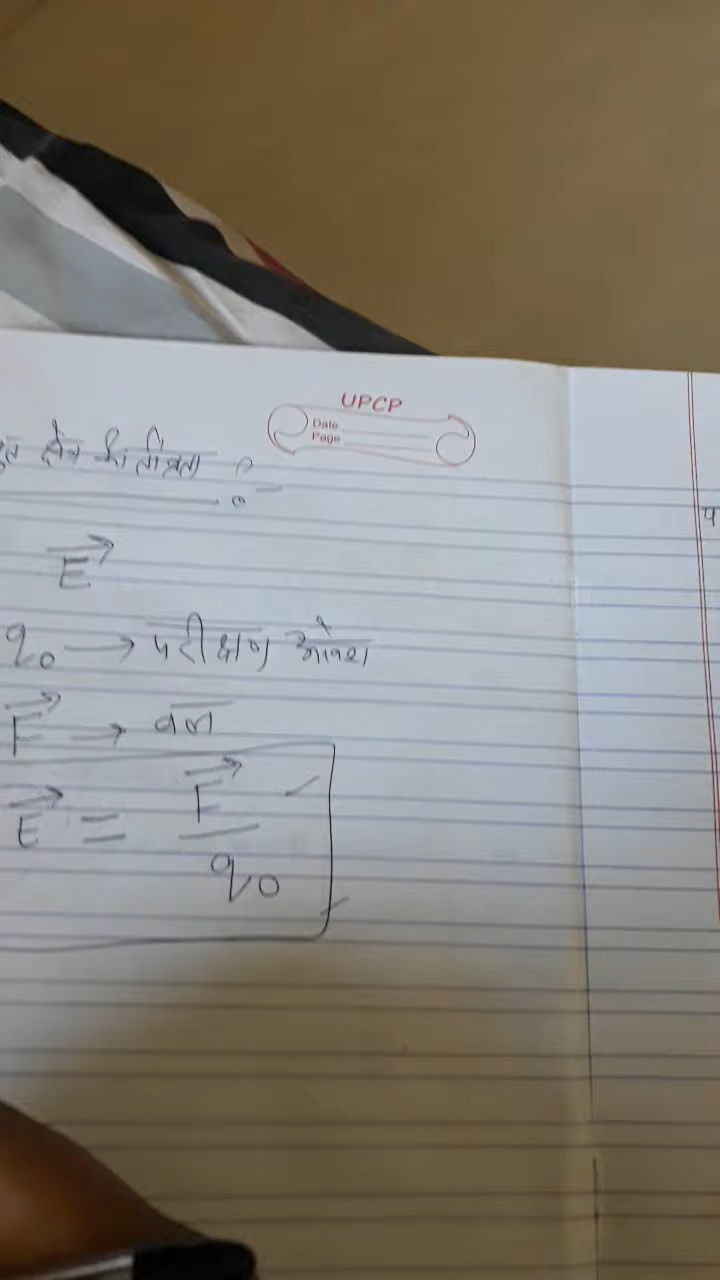 UPCP
Date
Page
क्षेत्र की तीव्रता :-
E→
q₀ → परीक्षण आवेश
F→ → बल
E→ = F→ / q₀